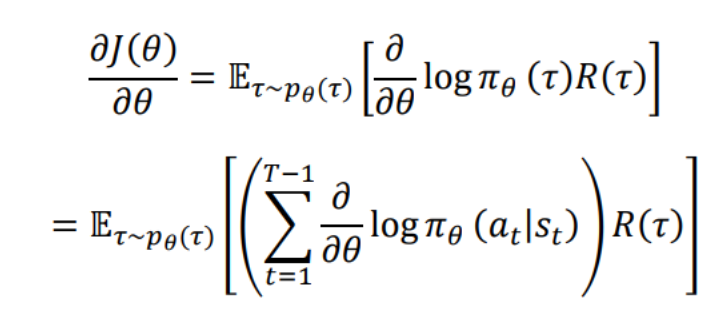 ∂J(θ)/∂θ = 𝔼_{τ~p_θ(τ)} [∂/∂θ log π_θ (τ)R(τ)]
= 𝔼_{τ~p_θ(τ)} [(∑_{t=1}^{T−1} ∂/∂θ log π_θ (a_t|s_t)) R(τ)]